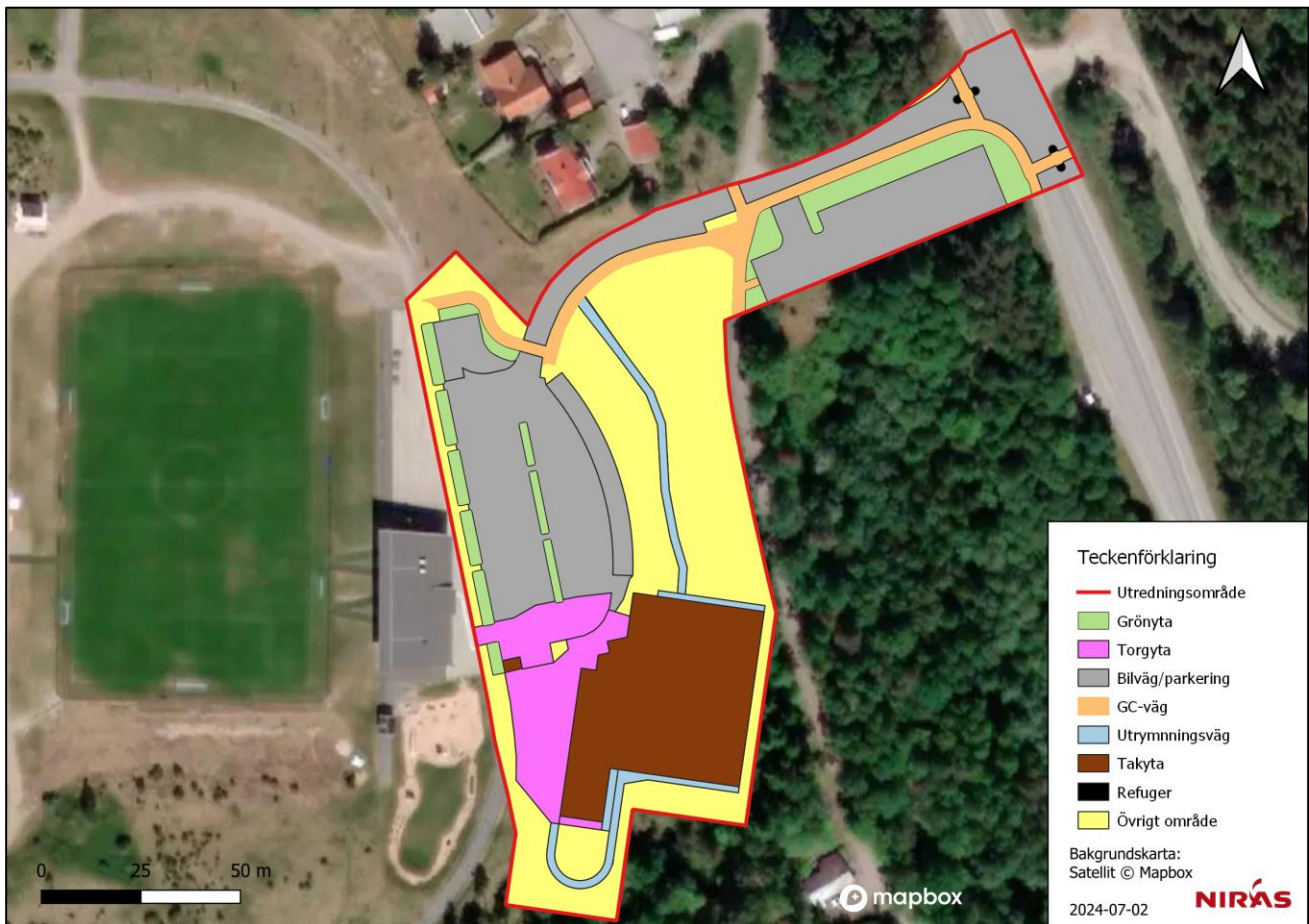 Teckenförklaring
Utredningsområde
Grönyta
Torgyta
Bilväg/parkering
GC-väg
Utrymnningsväg
Takyta
Refuger
Övrigt område
Bakgrundskarta:
Satellit © Mapbox
2024-07-02
NIRÁS
0 25 50 m
mapbox